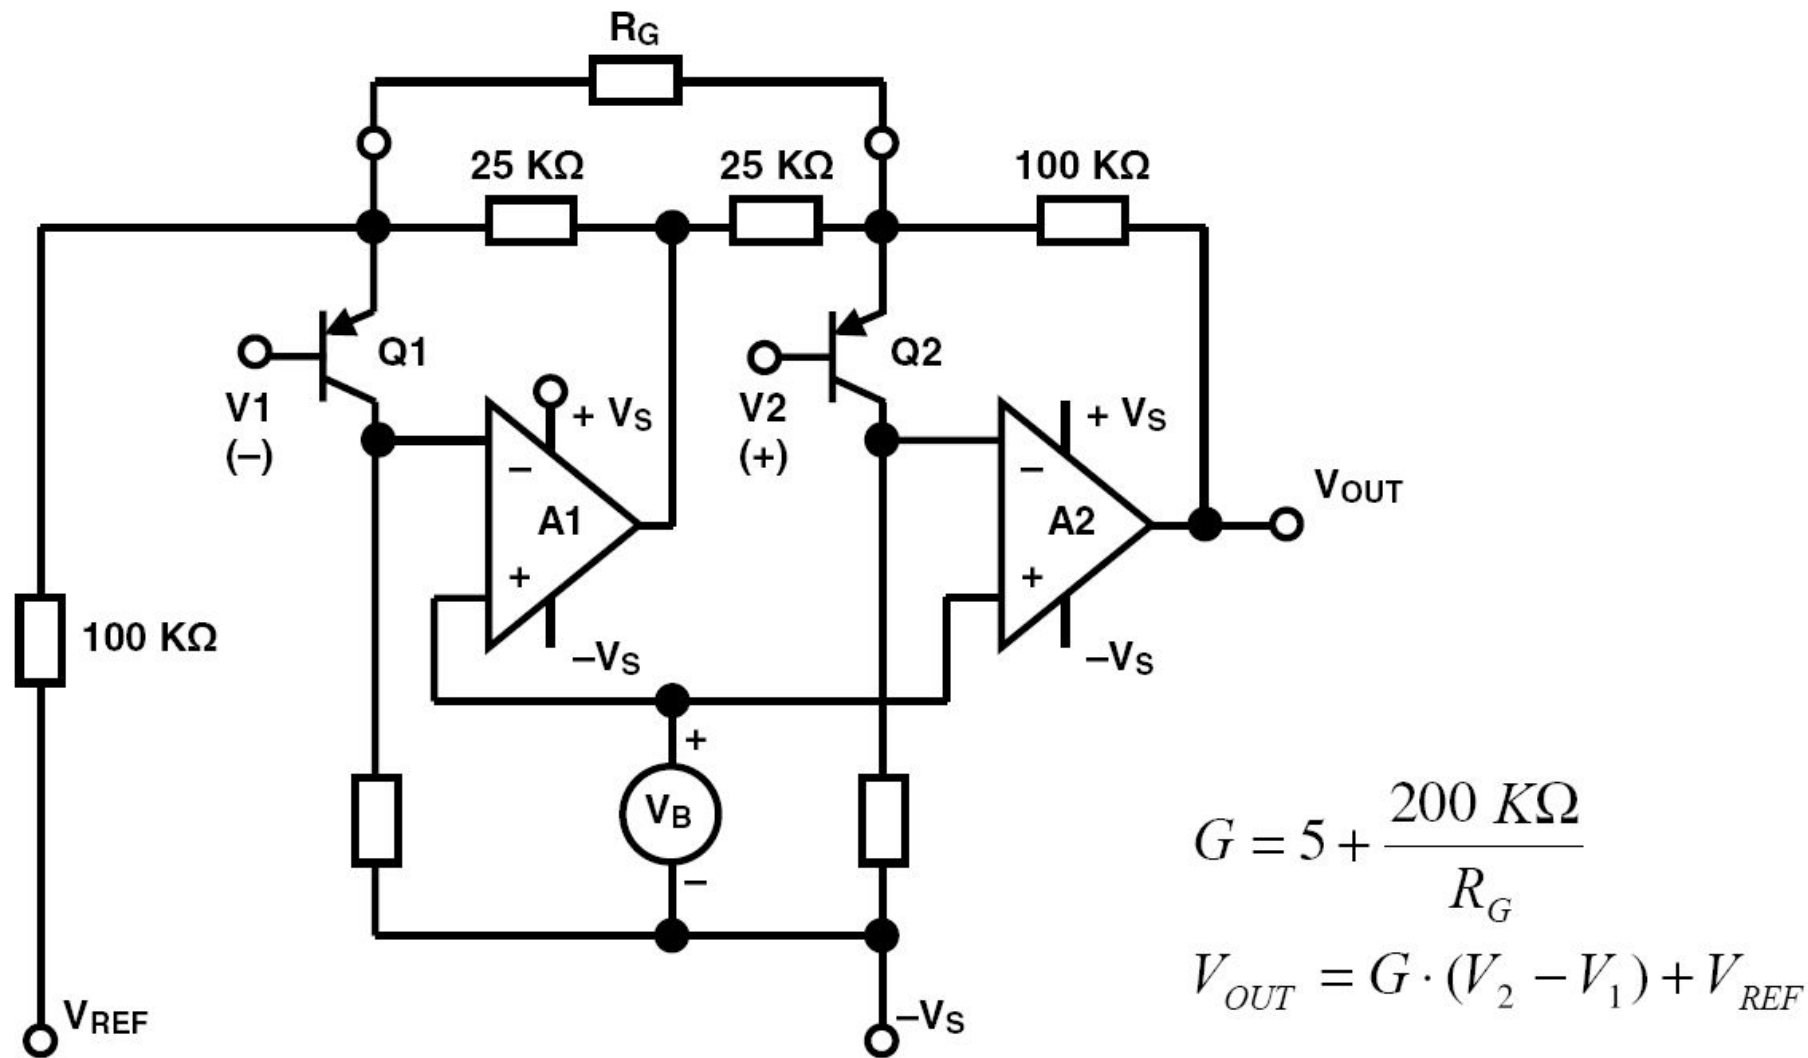 RG
25 KΩ
25 KΩ
100 KΩ
Q1
Q2
V1
(–)
+ VS
V2
(+)
+ VS
–
–
VOUT
A1
A2
+
+
100 KΩ
–VS
–VS
+
VB
–
G = 5 + 200 KΩ / RG
VOUT = G · (V2 – V1) + VREF
VREF
–VS